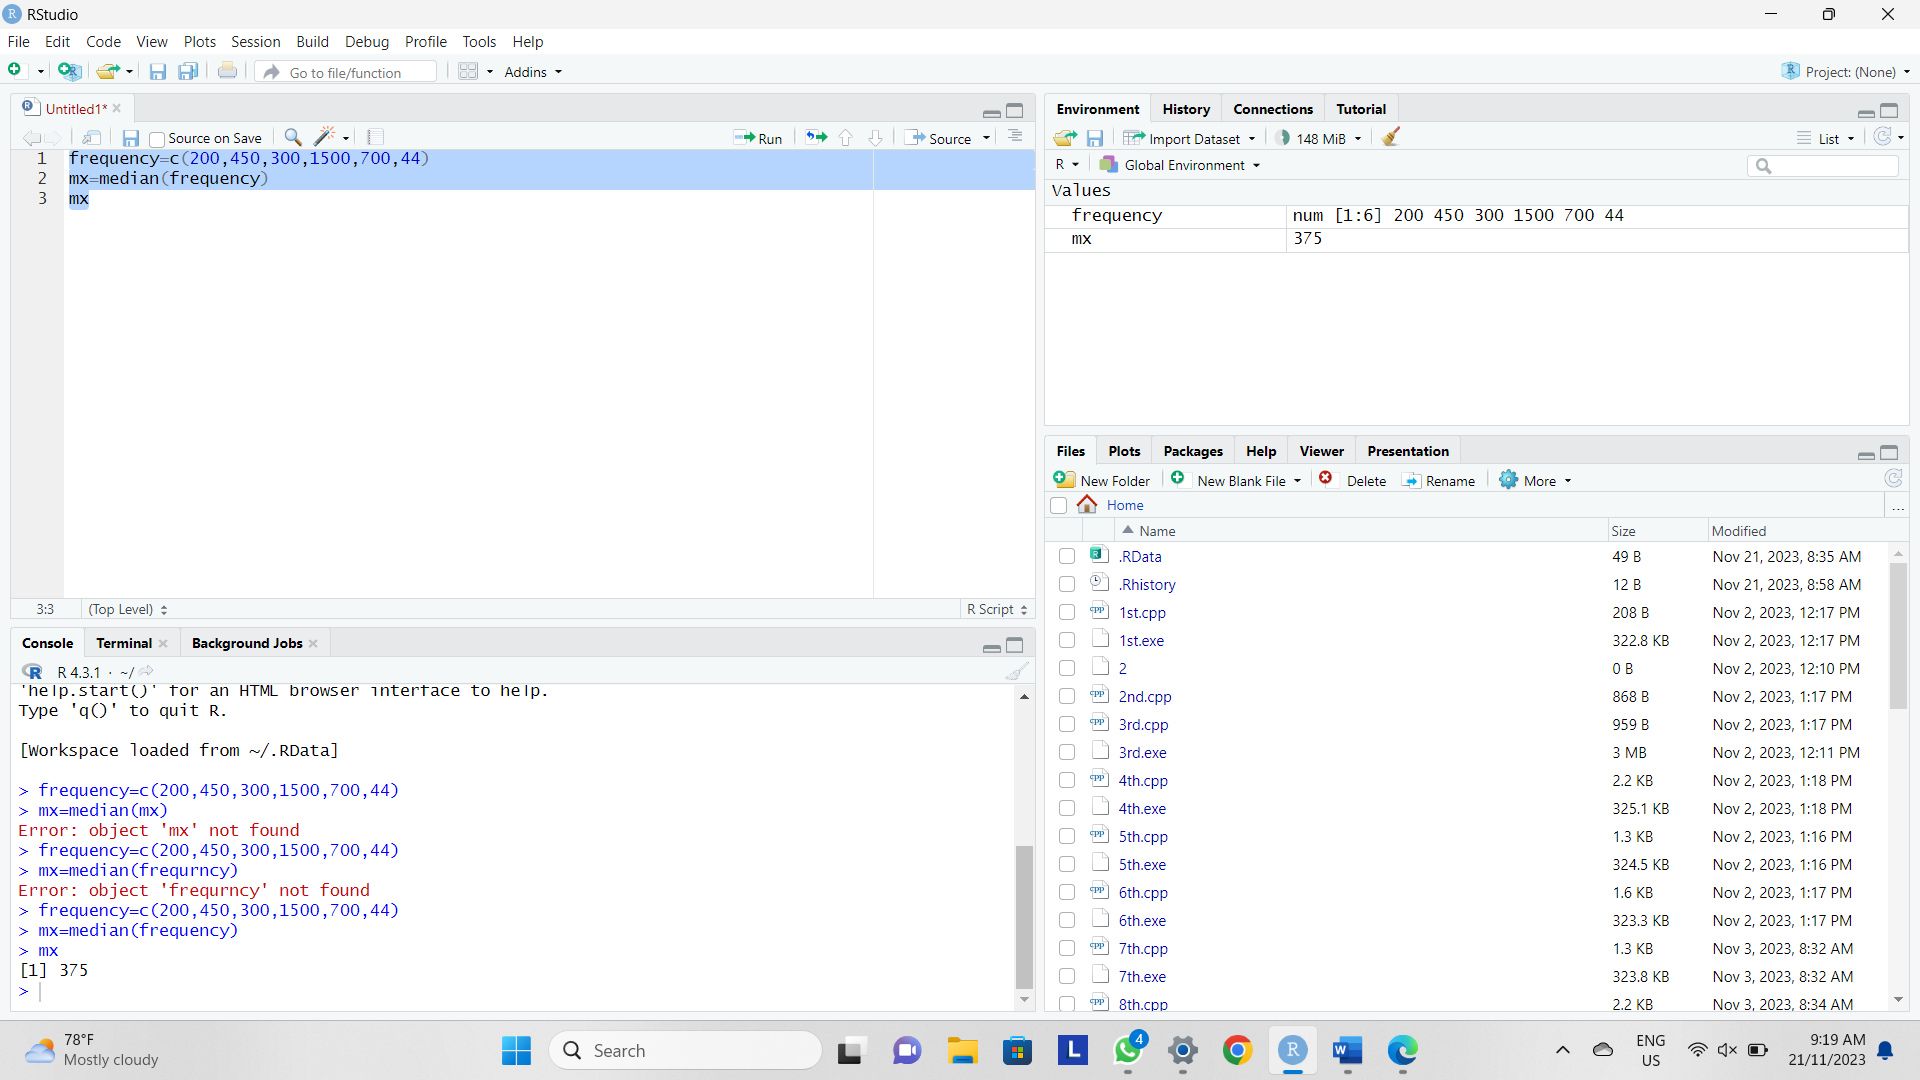 RStudio
File Edit Code View Plots Session Build Debug Profile Tools Help
Go to file/function Addins Project: (None)
Untitled1*
Source on Save Run Source
1 frequency=c(200,450,300,1500,700,44)
2 mx=median(frequency)
3 mx
3:3 (Top Level) R Script
Console Terminal Background Jobs
R 4.3.1 · ~/
'help.start()' for an HTML browser interface to help.
Type 'q()' to quit R.
[Workspace loaded from ~/.RData]
> frequency=c(200,450,300,1500,700,44)
> mx=median(mx)
Error: object 'mx' not found
> frequency=c(200,450,300,1500,700,44)
> mx=median(frequrncy)
Error: object 'frequrncy' not found
> frequency=c(200,450,300,1500,700,44)
> mx=median(frequency)
> mx
[1] 375
>
Environment History Connections Tutorial
Import Dataset 148 MiB List
R Global Environment
Values
frequency num [1:6] 200 450 300 1500 700 44
mx 375
Files Plots Packages Help Viewer Presentation
New Folder New Blank File Delete Rename More
Home ...
Name Size Modified
.RData 49 B Nov 21, 2023, 8:35 AM
.Rhistory 12 B Nov 21, 2023, 8:58 AM
1st.cpp 208 B Nov 2, 2023, 12:17 PM
1st.exe 322.8 KB Nov 2, 2023, 12:17 PM
2 0 B Nov 2, 2023, 12:10 PM
2nd.cpp 868 B Nov 2, 2023, 1:17 PM
3rd.cpp 959 B Nov 2, 2023, 1:17 PM
3rd.exe 3 MB Nov 2, 2023, 12:11 PM
4th.cpp 2.2 KB Nov 2, 2023, 1:18 PM
4th.exe 325.1 KB Nov 2, 2023, 1:18 PM
5th.cpp 1.3 KB Nov 2, 2023, 1:16 PM
5th.exe 324.5 KB Nov 2, 2023, 1:16 PM
6th.cpp 1.6 KB Nov 2, 2023, 1:17 PM
6th.exe 323.3 KB Nov 2, 2023, 1:17 PM
7th.cpp 1.3 KB Nov 3, 2023, 8:32 AM
7th.exe 323.8 KB Nov 3, 2023, 8:32 AM
8th.cpp 2.2 KB Nov 3, 2023, 8:34 AM
78°F
Mostly cloudy
Search
4
ENG
US
9:19 AM
21/11/2023